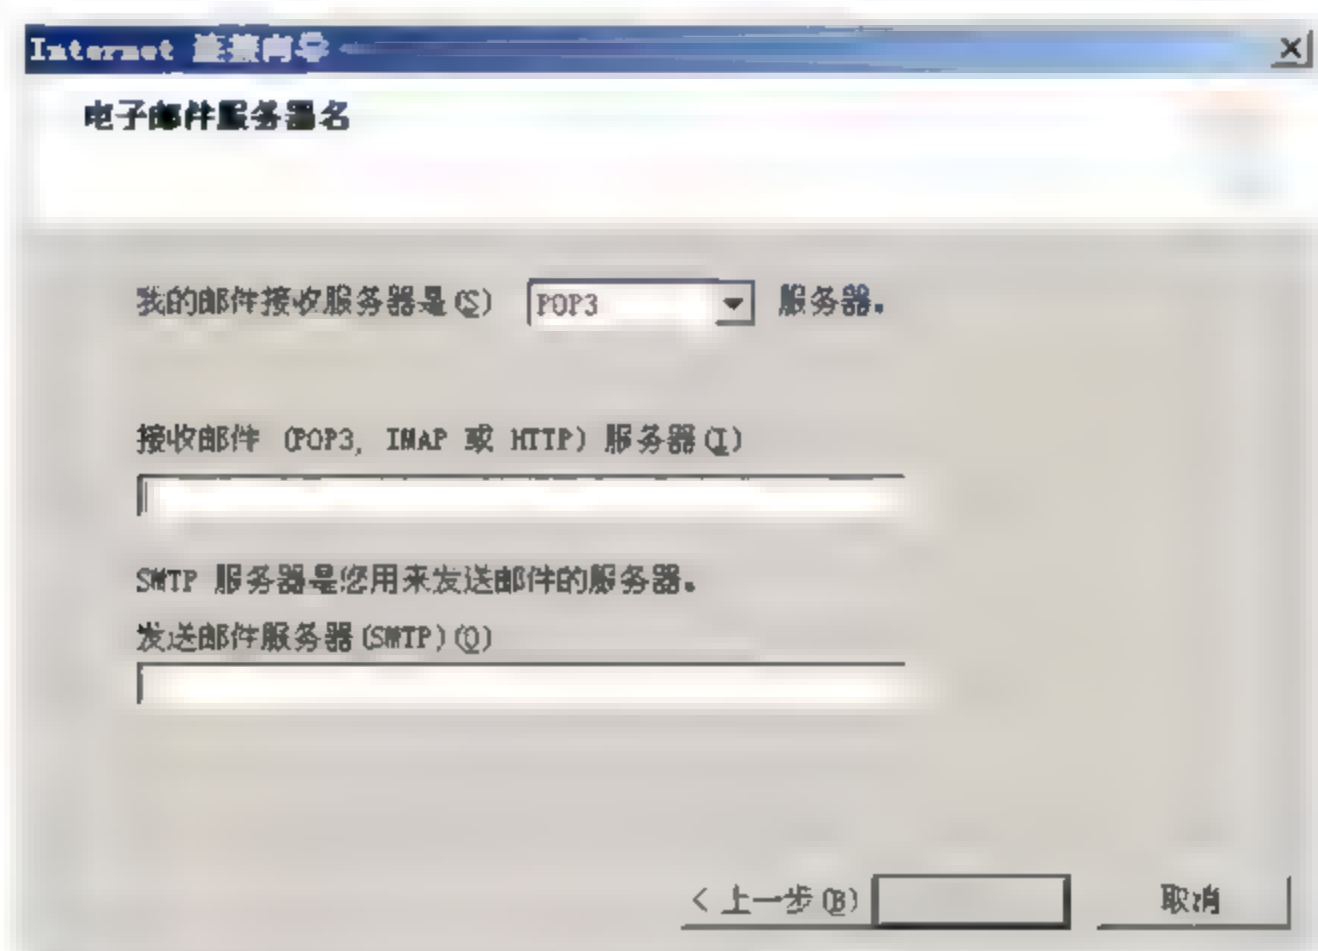 Internet 连接向导
电子邮件服务器名
我的邮件接收服务器是(S) POP3 服务器。
接收邮件 (POP3, IMAP 或 HTTP) 服务器(I)
SMTP 服务器是您用来发送邮件的服务器。
发送邮件服务器(SMTP)(O)
< 上一步(B) 取消